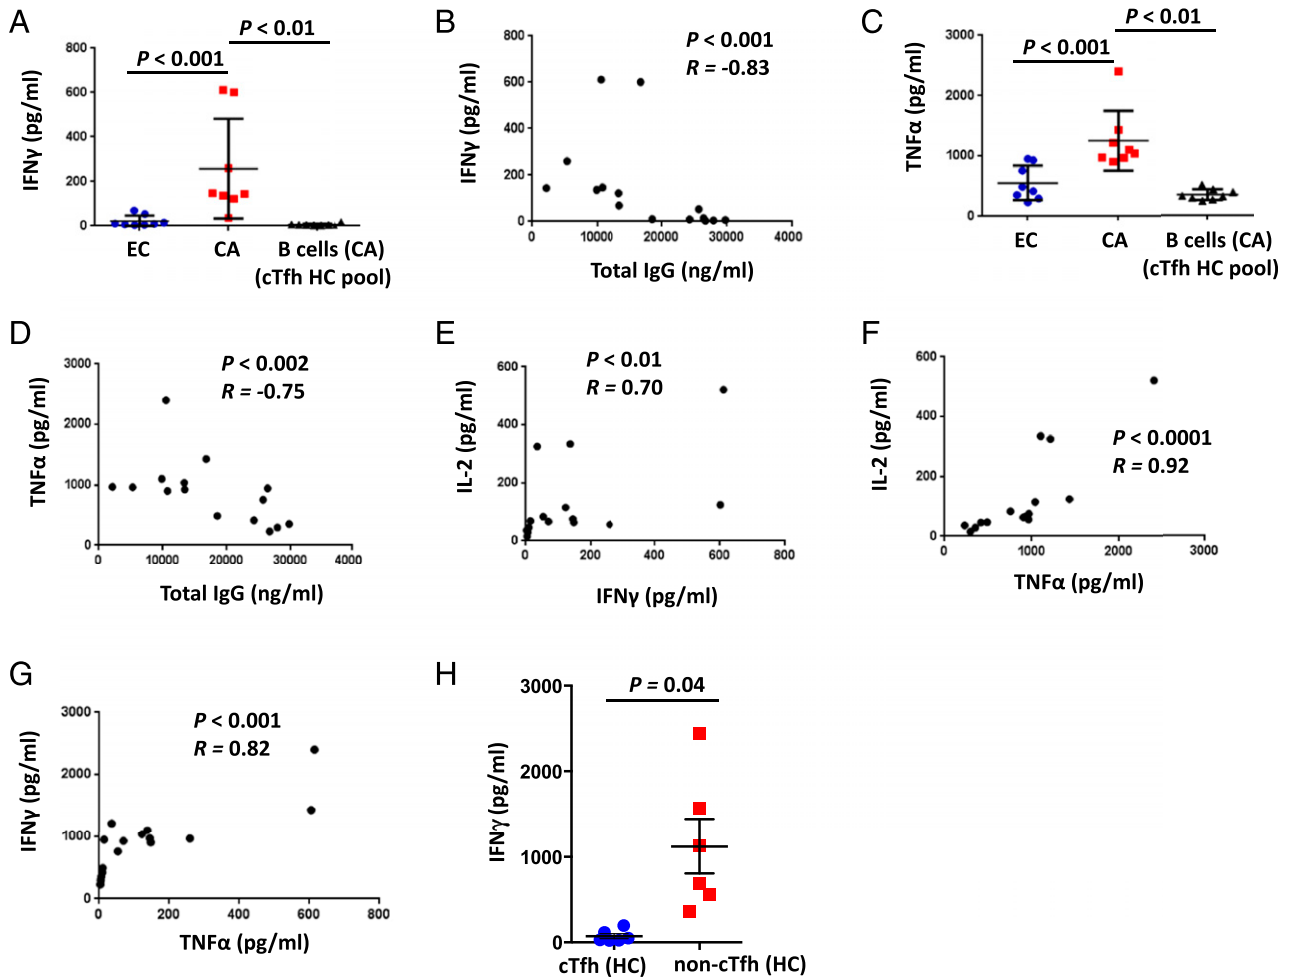 A
P < 0.01
P < 0.001
IFNγ (pg/ml)
800
600
400
200
0
EC
CA
B cells (CA)
(cTfh HC pool)
B
P < 0.001
R = -0.83
IFNγ (pg/ml)
800
600
400
200
0
0 10000 20000 30000 40000
Total IgG (ng/ml)
C
P < 0.01
P < 0.001
TNFα (pg/ml)
3000
2000
1000
0
EC
CA
B cells (CA)
(cTfh HC pool)
D
P < 0.002
R = -0.75
TNFα (pg/ml)
3000
2000
1000
0
0 10000 20000 30000 4000
Total IgG (ng/ml)
E
P < 0.01
R = 0.70
IL-2 (pg/ml)
600
400
200
0
0 200 400 600 800
IFNγ (pg/ml)
F
P < 0.0001
R = 0.92
IL-2 (pg/ml)
600
400
200
0
0 1000 2000 3000
TNFα (pg/ml)
G
P < 0.001
R = 0.82
IFNγ (pg/ml)
3000
2000
1000
0
0 200 400 600 800
TNFα (pg/ml)
H
P = 0.04
IFNγ (pg/ml)
3000
2000
1000
0
cTfh (HC)
non-cTfh (HC)